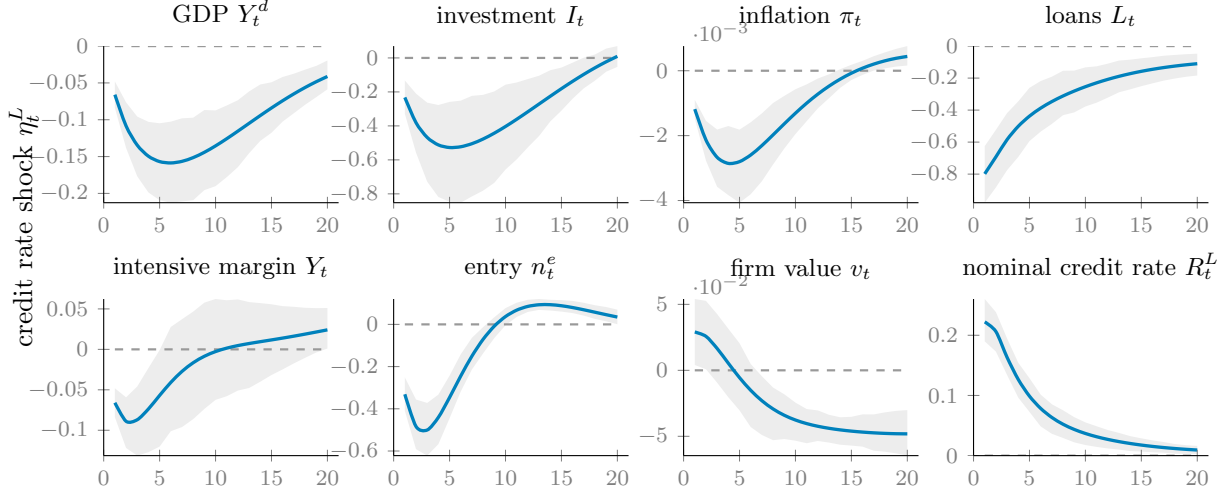 GDP Y_t^d
investment I_t
inflation π_t
loans L_t
·10⁻³
credit rate shock η_t^L
0
−0.05
−0.1
−0.15
−0.2
0 5 10 15 20
0
−0.2
−0.4
−0.6
−0.8
0 5 10 15 20
0
−2
−4
0 5 10 15 20
0
−0.2
−0.4
−0.6
−0.8
0 5 10 15 20
intensive margin Y_t
entry n_t^e
firm value v_t
nominal credit rate R_t^L
·10⁻²
0.05
0
−0.05
−0.1
0 5 10 15 20
0
−0.2
−0.4
−0.6
0 5 10 15 20
5
0
−5
0 5 10 15 20
0.2
0.1
0
0 5 10 15 20